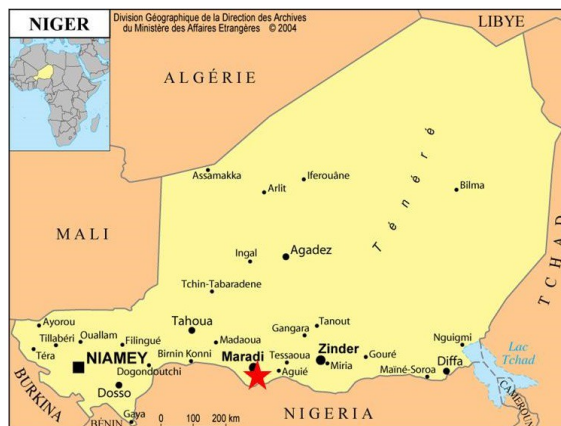 NIGER
Division Géographique de la Direction des Archives
du Ministère des Affaires Etrangères © 2004
LIBYE
ALGÉRIE
Assamakka
Iferouâne
Arlit
Bilma
Ténéré
MALI
TCHAD
Ingal
Agadez
Tchin-Tabaradene
Ayorou
Tahoua
Tanout
Tillabéri
Ouallam
Filingué
Madaoua
Gangara
Nguigmi
Téra
NIAMEY
Birnin Konni
Maradi
Tessaoua
Zinder
Gouré
Lac
Tchad
Dogondoutchi
Aguié
Miria
Maïné-Soroa
Diffa
Dosso
BURKINA
Gaya
BÉNIN
0 100 200 km
NIGERIA
CAMEROUN